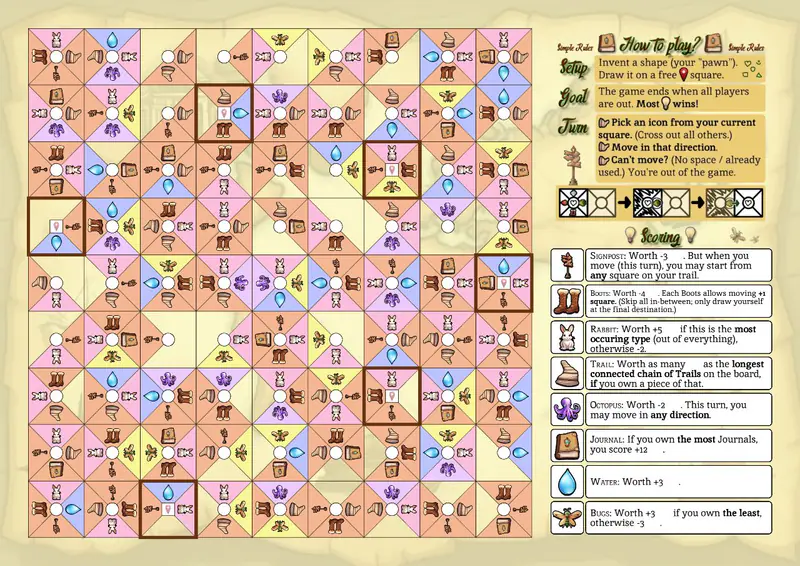 Simple Rules How to play? Simple Rules
Setup
Invent a shape (your "pawn").
Draw it on a free square.
Goal
The game ends when all players
are out. Most wins!
Turn
Pick an icon from your current
square. (Cross out all others.)
Move in that direction.
Can't move? (No space / already
used.) You're out of the game.
Scoring
Signpost: Worth -3 . But when you
move (this turn), you may start from
any square on your trail.
Boots: Worth -4 . Each Boots allows moving +1
square. (Skip all in-between; only draw yourself
at the final destination.)
Rabbit: Worth +5 if this is the most
occuring type (out of everything),
otherwise -2.
Trail: Worth as many as the longest
connected chain of Trails on the board,
if you own a piece of that.
Octopus: Worth -2 . This turn, you
may move in any direction.
Journal: If you own the most Journals,
you score +12 .
Water: Worth +3 .
Bugs: Worth +3 if you own the least,
otherwise -3 .